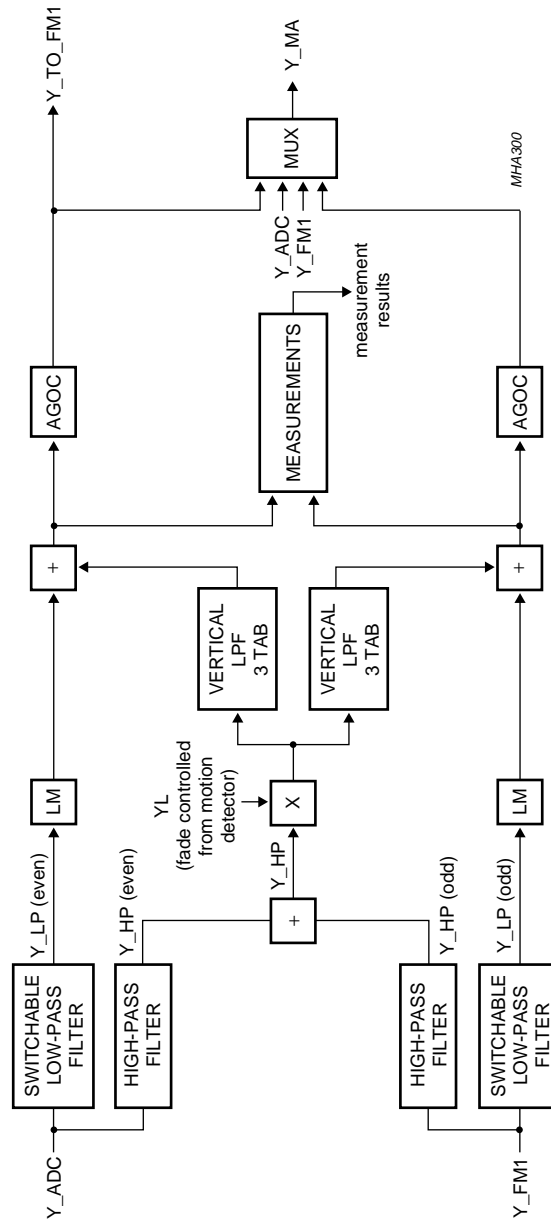 Y_ADC
SWITCHABLE
LOW-PASS
FILTER
Y_LP (even)
LM
+
AGOC
Y_TO_FM1
HIGH-PASS
FILTER
Y_HP (even)
VERTICAL
LPF
3 TAB
YL
(fade controlled
from motion
detector)
+
Y_HP
X
MEASUREMENTS
measurement
results
Y_ADC
Y_FM1
MUX
Y_MA
VERTICAL
LPF
3 TAB
HIGH-PASS
FILTER
Y_HP (odd)
Y_FM1
SWITCHABLE
LOW-PASS
FILTER
Y_LP (odd)
LM
+
AGOC
MHA300